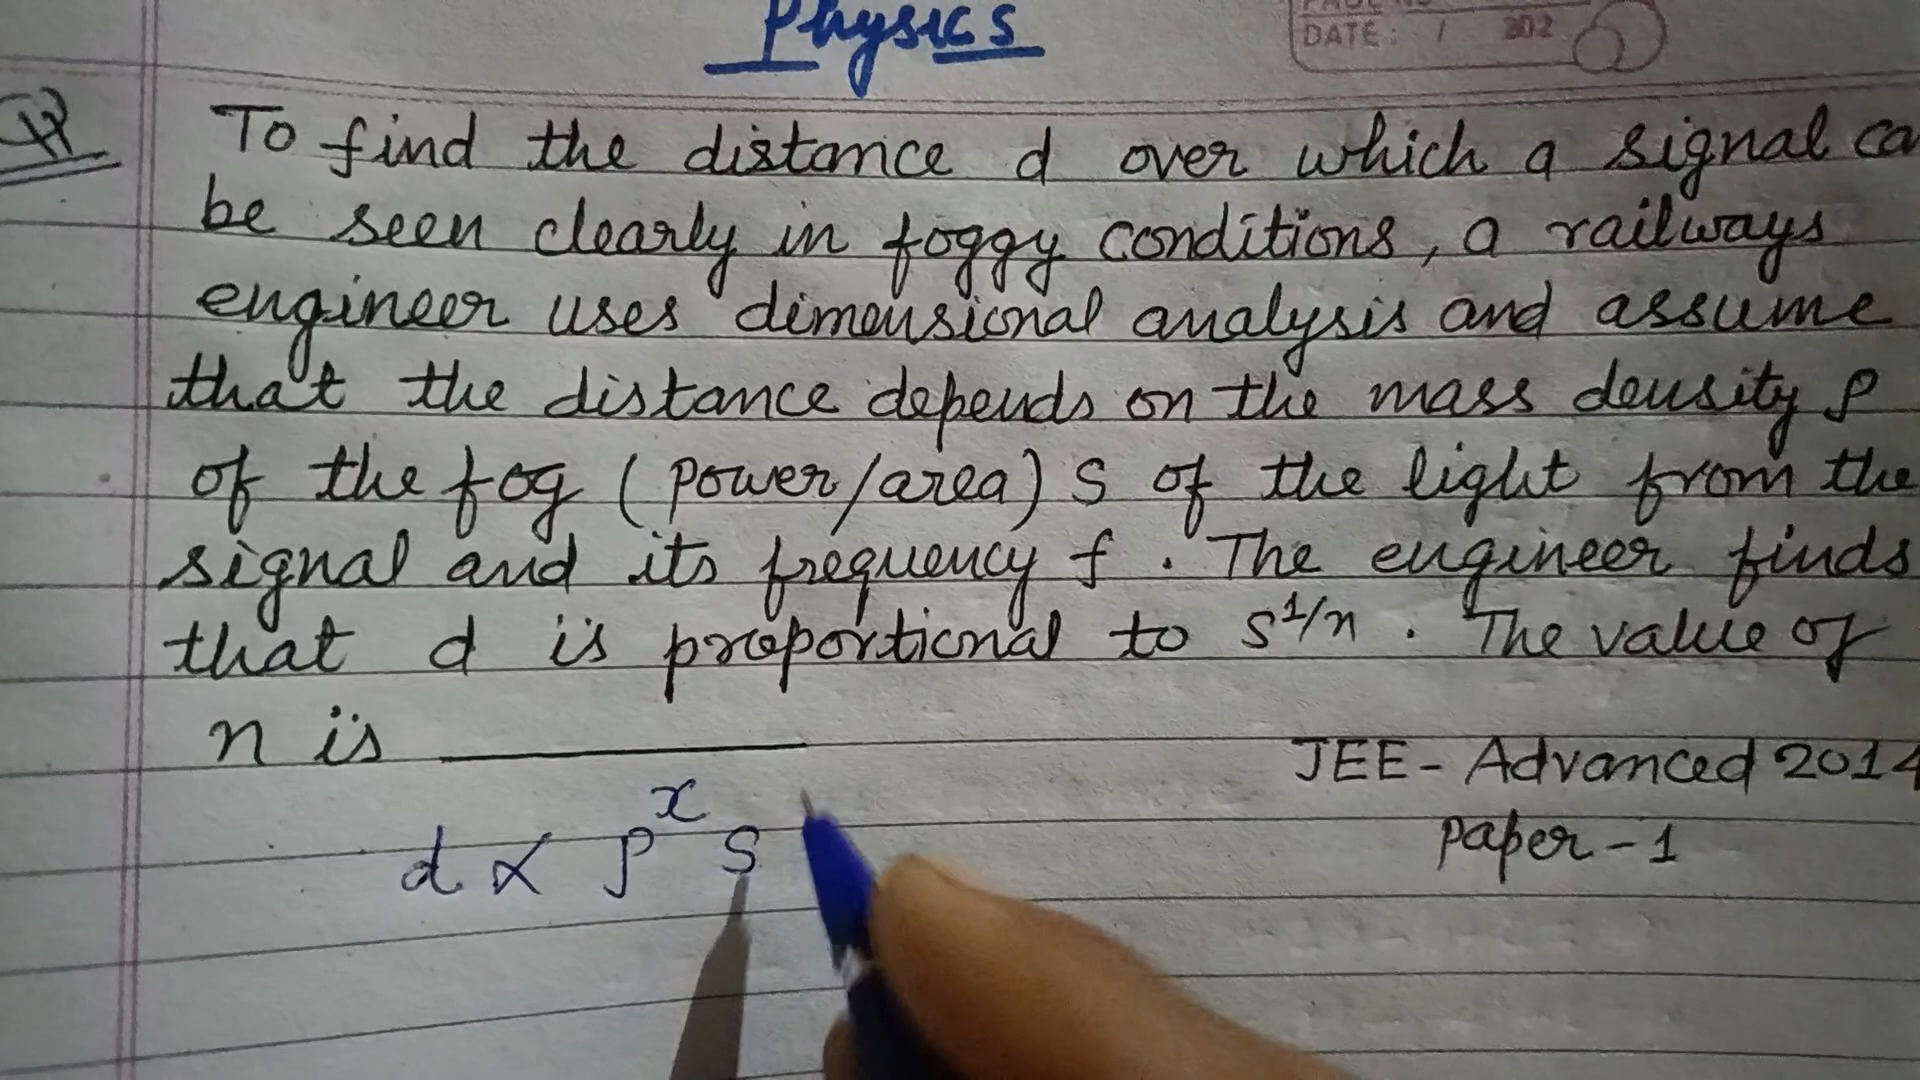 Physics
DATE: / 202
To find the distance d over which a signal ca
be seen clearly in foggy conditions, a railways
engineer uses dimensional analysis and assume
that the distance depends on the mass density ρ
of the fog (power/area) S of the light from the
signal and its frequency f. The engineer finds
that d is proportional to S^1/n. The value of
n is ________
JEE - Advanced 2014
paper - 1
d ∝ ρ^x S